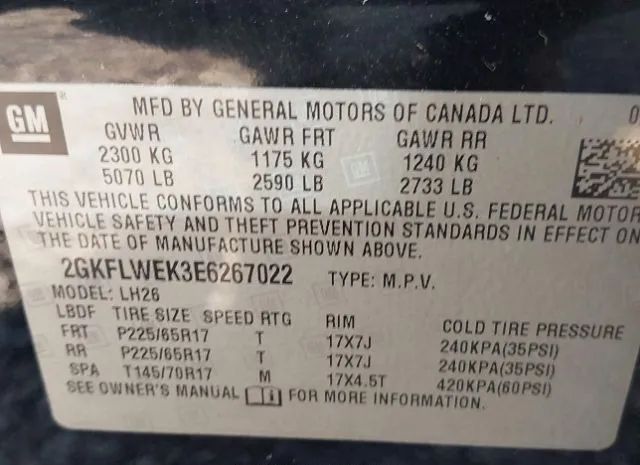 GM
®
MFD BY GENERAL MOTORS OF CANADA LTD. 0
GVWR GAWR FRT GAWR RR
2300 KG 1175 KG 1240 KG
5070 LB 2590 LB 2733 LB
THIS VEHICLE CONFORMS TO ALL APPLICABLE U.S. FEDERAL MOTOR
VEHICLE SAFETY AND THEFT PREVENTION STANDARDS IN EFFECT ON
THE DATE OF MANUFACTURE SHOWN ABOVE.
2GKFLWEK3E6267022 TYPE: M.P.V.
MODEL: LH26
LBDF TIRE SIZE SPEED RTG RIM COLD TIRE PRESSURE
FRT P225/65R17 T 17X7J 240KPA(35PSI)
RR P225/65R17 T 17X7J 240KPA(35PSI)
SPA T145/70R17 M 17X4.5T 420KPA(60PSI)
SEE OWNER'S MANUAL FOR MORE INFORMATION.